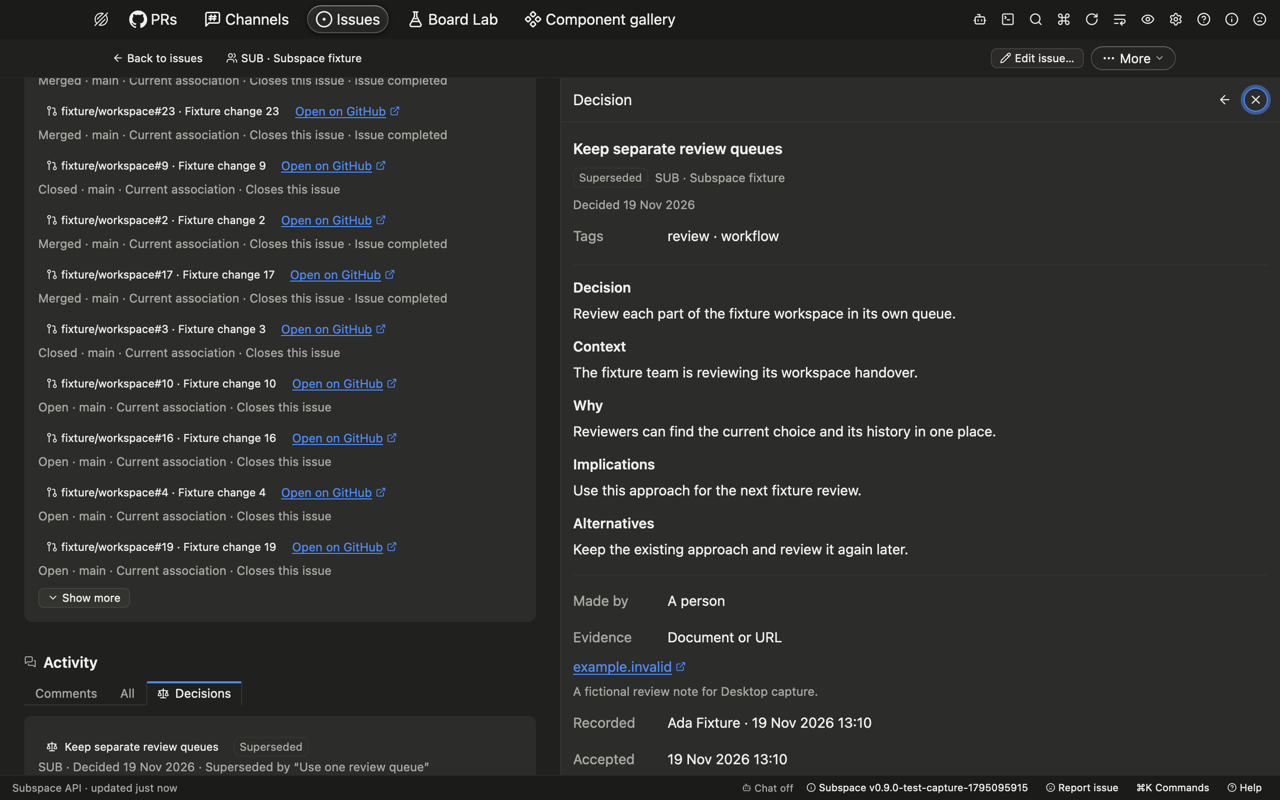 PRs Channels Issues Board Lab Component gallery
Back to issues SUB · Subspace fixture Edit issue... More
Merged · main · Current association · Closes this issue · Issue completed
fixture/workspace#23 · Fixture change 23 Open on GitHub
Merged · main · Current association · Closes this issue · Issue completed
fixture/workspace#9 · Fixture change 9 Open on GitHub
Closed · main · Current association · Closes this issue
fixture/workspace#2 · Fixture change 2 Open on GitHub
Merged · main · Current association · Closes this issue · Issue completed
fixture/workspace#17 · Fixture change 17 Open on GitHub
Merged · main · Current association · Closes this issue · Issue completed
fixture/workspace#3 · Fixture change 3 Open on GitHub
Closed · main · Current association · Closes this issue
fixture/workspace#10 · Fixture change 10 Open on GitHub
Open · main · Current association · Closes this issue
fixture/workspace#16 · Fixture change 16 Open on GitHub
Open · main · Current association · Closes this issue
fixture/workspace#4 · Fixture change 4 Open on GitHub
Open · main · Current association · Closes this issue
fixture/workspace#19 · Fixture change 19 Open on GitHub
Open · main · Current association · Closes this issue
Show more
Activity
Comments All Decisions
Keep separate review queues Superseded
SUB · Decided 19 Nov 2026 · Superseded by “Use one review queue”
Decision
Keep separate review queues
Superseded SUB · Subspace fixture
Decided 19 Nov 2026
Tags review · workflow
Decision
Review each part of the fixture workspace in its own queue.
Context
The fixture team is reviewing its workspace handover.
Why
Reviewers can find the current choice and its history in one place.
Implications
Use this approach for the next fixture review.
Alternatives
Keep the existing approach and review it again later.
Made by A person
Evidence Document or URL
example.invalid
A fictional review note for Desktop capture.
Recorded Ada Fixture · 19 Nov 2026 13:10
Accepted 19 Nov 2026 13:10
Subspace API · updated just now Chat off Subspace v0.9.0-test-capture-1795095915 Report issue ⌘K Commands Help